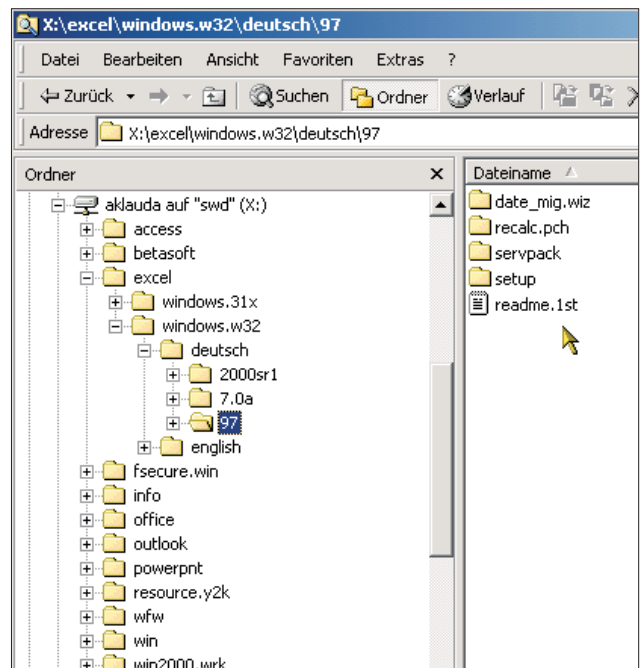 X:\excel\windows.w32\deutsch\97
Datei Bearbeiten Ansicht Favoriten Extras ?
Zurück Suchen Ordner Verlauf
Adresse X:\excel\windows.w32\deutsch\97
Ordner
aklauda auf "swd" (X:)
access
betasoft
excel
windows.31x
windows.w32
deutsch
2000sr1
7.0a
97
english
fsecure.win
info
office
outlook
powerpnt
resource.y2k
wfw
win
win2000.wrk
Dateiname
date_mig.wiz
recalc.pch
servpack
setup
readme.1st